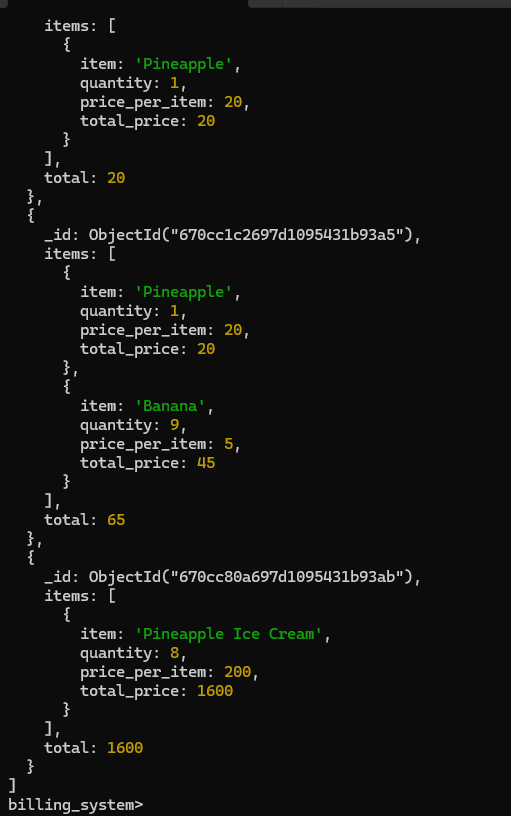 items: [
      {
        item: 'Pineapple',
        quantity: 1,
        price_per_item: 20,
        total_price: 20
      }
    ],
    total: 20
  },
  {
    _id: ObjectId("670cc1c2697d1095431b93a5"),
    items: [
      {
        item: 'Pineapple',
        quantity: 1,
        price_per_item: 20,
        total_price: 20
      },
      {
        item: 'Banana',
        quantity: 9,
        price_per_item: 5,
        total_price: 45
      }
    ],
    total: 65
  },
  {
    _id: ObjectId("670cc80a697d1095431b93ab"),
    items: [
      {
        item: 'Pineapple Ice Cream',
        quantity: 8,
        price_per_item: 200,
        total_price: 1600
      }
    ],
    total: 1600
  }
]
billing_system>